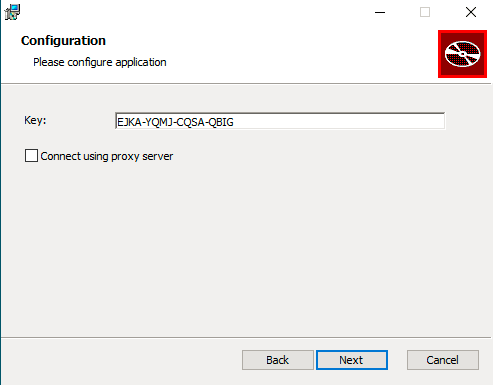 Configuration
Please configure application
Key: EJKA-YQMJ-CQSA-QBIG
Connect using proxy server
Back Next Cancel